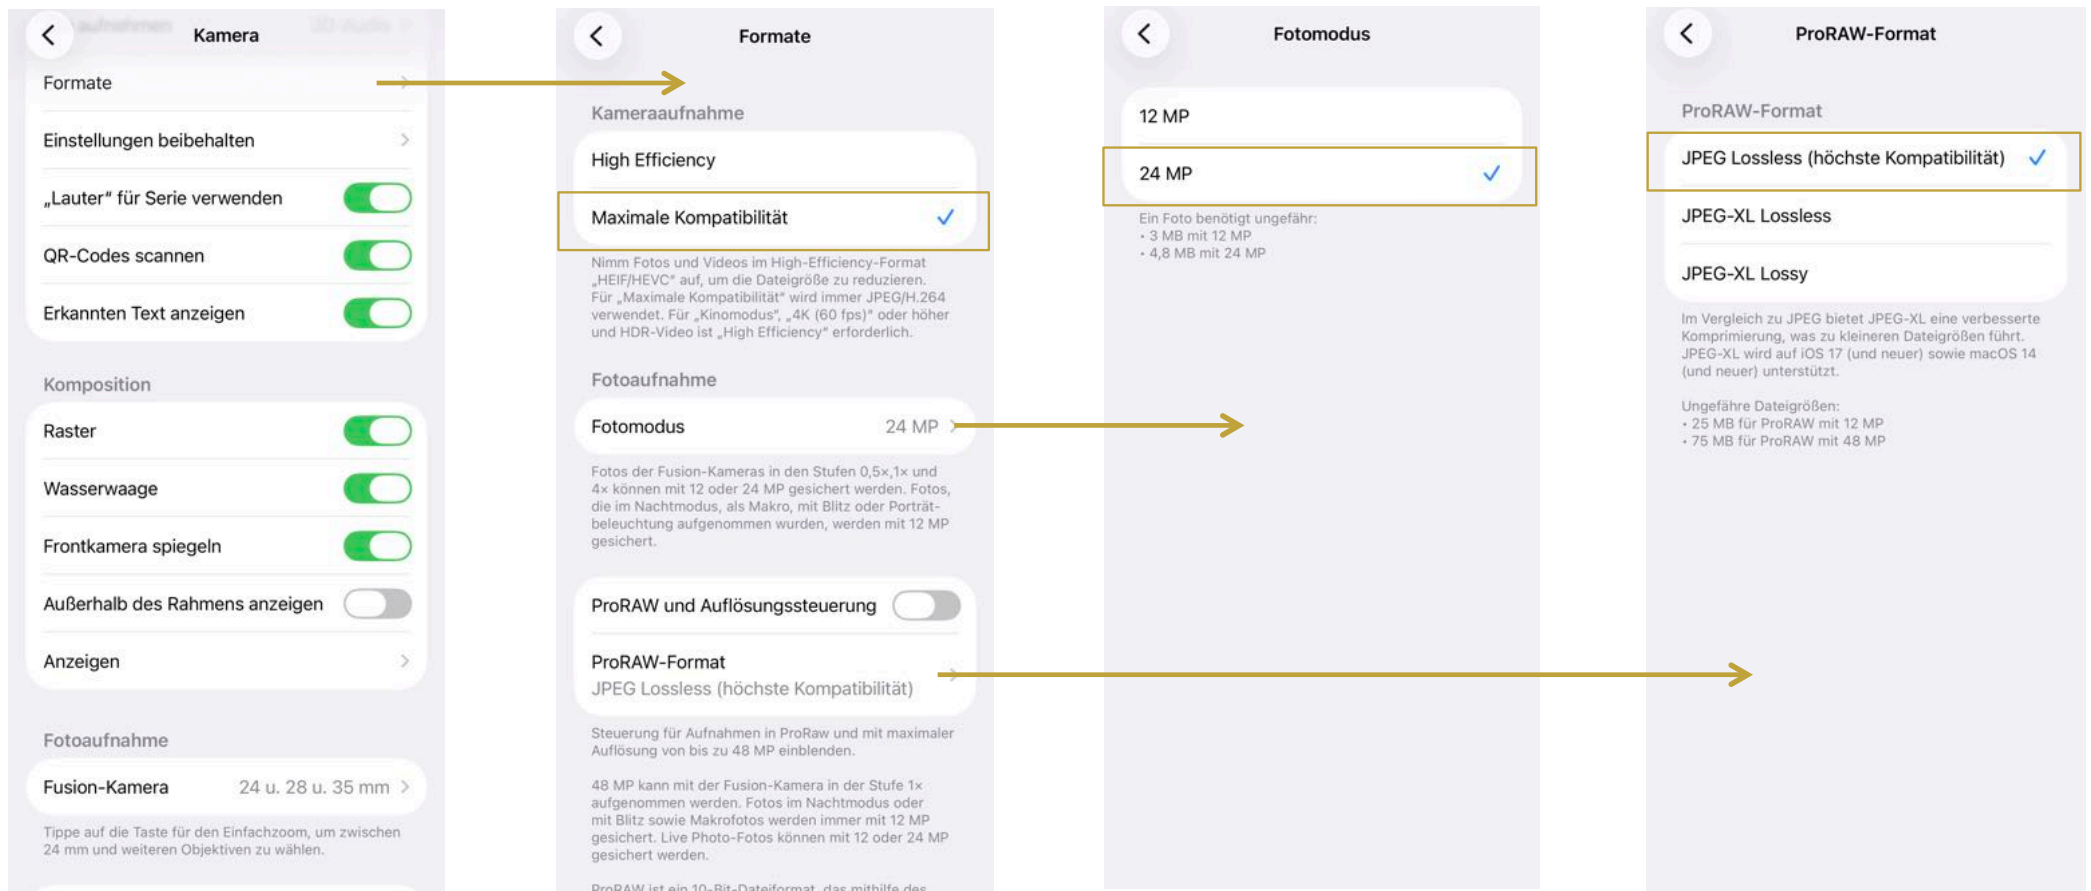 Kamera
Formate
Einstellungen beibehalten
„Lauter“ für Serie verwenden
QR-Codes scannen
Erkannten Text anzeigen
Komposition
Raster
Wasserwaage
Frontkamera spiegeln
Außerhalb des Rahmens anzeigen
Anzeigen
Fotoaufnahme
Fusion-Kamera 24 u. 28 u. 35 mm
Tippe auf die Taste für den Einfachzoom, um zwischen
24 mm und weiteren Objektiven zu wählen.
Formate
Kameraaufnahme
High Efficiency
Maximale Kompatibilität
Nimm Fotos und Videos im High-Efficiency-Format
„HEIF/HEVC“ auf, um die Dateigröße zu reduzieren.
Für „Maximale Kompatibilität“ wird immer JPEG/H.264
verwendet. Für „Kinomodus“, „4K (60 fps)“ oder höher
und HDR-Video ist „High Efficiency“ erforderlich.
Fotoaufnahme
Fotomodus 24 MP
Fotos der Fusion-Kameras in den Stufen 0,5×,1× und
4× können mit 12 oder 24 MP gesichert werden. Fotos,
die im Nachtmodus, als Makro, mit Blitz oder Porträt-
beleuchtung aufgenommen wurden, werden mit 12 MP
gesichert.
ProRAW und Auflösungssteuerung
ProRAW-Format
JPEG Lossless (höchste Kompatibilität)
Steuerung für Aufnahmen in ProRaw und mit maximaler
Auflösung von bis zu 48 MP einblenden.
48 MP kann mit der Fusion-Kamera in der Stufe 1×
aufgenommen werden. Fotos im Nachtmodus oder
mit Blitz sowie Makrofotos werden immer mit 12 MP
gesichert. Live Photo-Fotos können mit 12 oder 24 MP
gesichert werden.
ProRAW ist ein 10-Bit-Dateiformat, das mithilfe des
Fotomodus
12 MP
24 MP
Ein Foto benötigt ungefähr:
• 3 MB mit 12 MP
• 4,8 MB mit 24 MP
ProRAW-Format
ProRAW-Format
JPEG Lossless (höchste Kompatibilität)
JPEG-XL Lossless
JPEG-XL Lossy
Im Vergleich zu JPEG bietet JPEG-XL eine verbesserte
Komprimierung, was zu kleineren Dateigrößen führt.
JPEG-XL wird auf iOS 17 (und neuer) sowie macOS 14
(und neuer) unterstützt.
Ungefähre Dateigrößen:
• 25 MB für ProRAW mit 12 MP
• 75 MB für ProRAW mit 48 MP